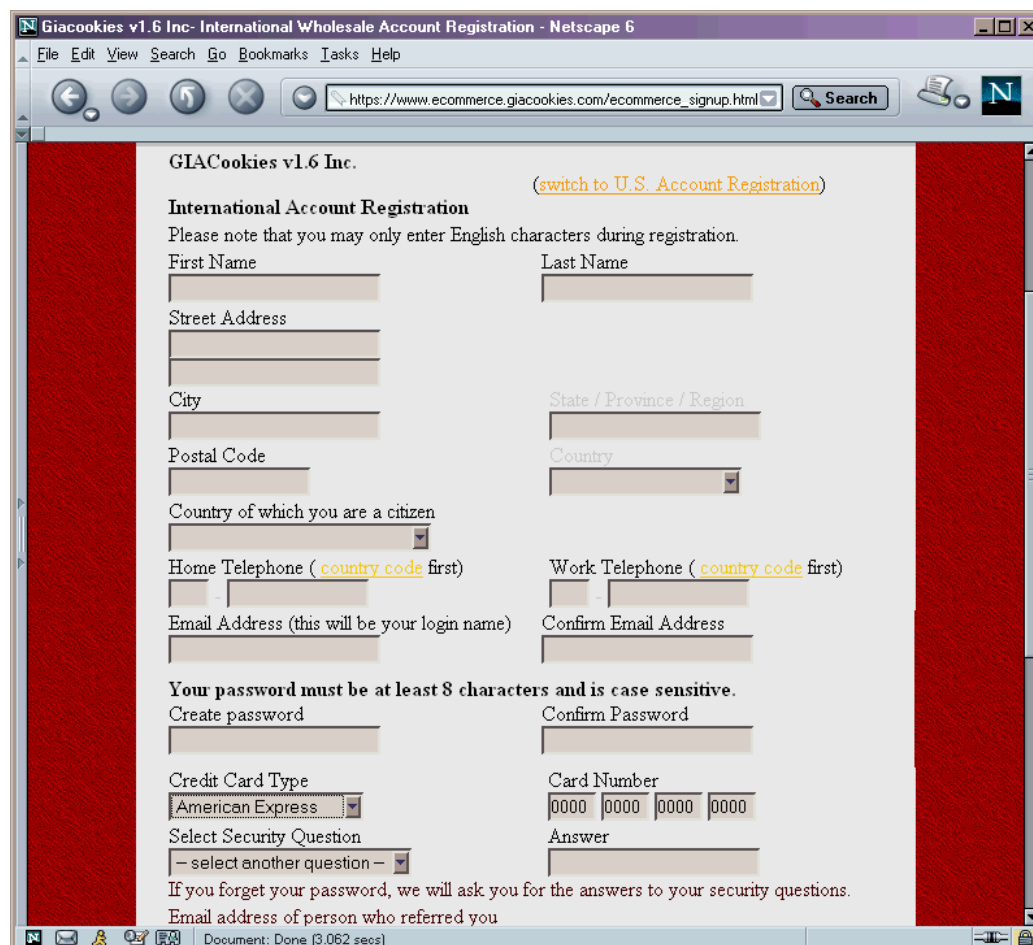 Giacookies v1.6 Inc- International Wholesale Account Registration - Netscape 6
File Edit View Search Go Bookmarks Tasks Help
https://www.ecommerce.giacookies.com/ecommerce_signup.html Search N
GIACookies v1.6 Inc.
(switch to U.S. Account Registration)
International Account Registration
Please note that you may only enter English characters during registration.
First Name Last Name
Street Address
City State / Province / Region
Postal Code Country
Country of which you are a citizen
Home Telephone ( country code first) Work Telephone ( country code first)
- -
Email Address (this will be your login name) Confirm Email Address
Your password must be at least 8 characters and is case sensitive.
Create password Confirm Password
Credit Card Type Card Number
American Express 0000 0000 0000 0000
Select Security Question Answer
-- select another question --
If you forget your password, we will ask you for the answers to your security questions.
Email address of person who referred you
Document: Done (3.062 secs)